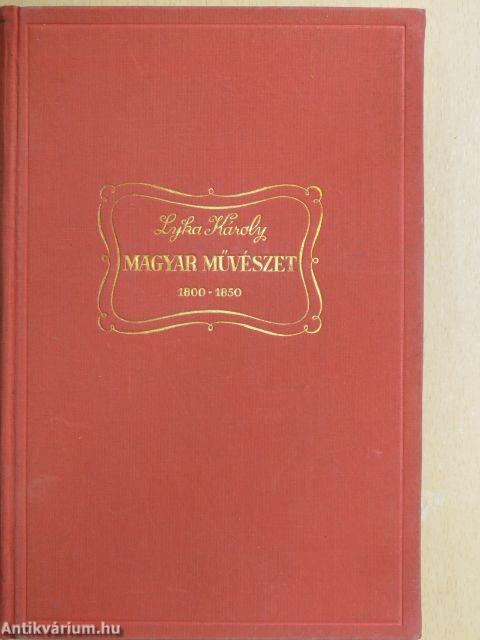 Lyka Károly
MAGYAR MŰVÉSZET
1800-1850
Antikvárium.hu